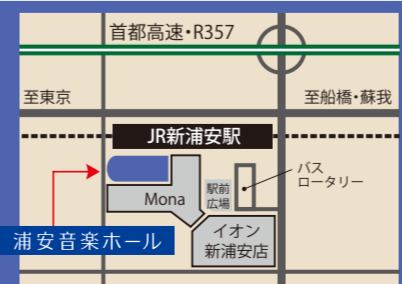 首都高速・R357
至東京
至船橋・蘇我
JR新浦安駅
バス
ロータリー
Mona
駅前
広場
浦安音楽ホール
イオン
新浦安店